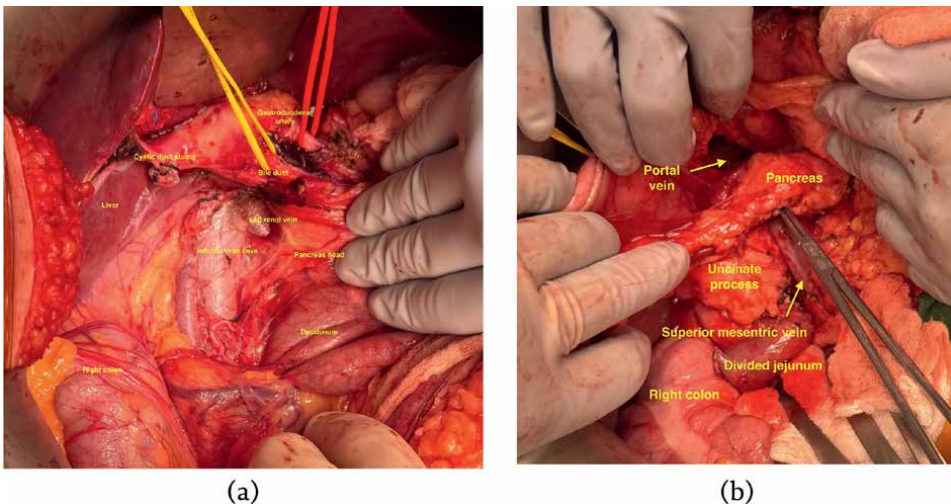 Gastroduodenal
artery
Cystic duct stump
Bile duct
Liver
Left renal vein
Inferior vena cava
Pancreas head
Duodenum
Right colon
Portal
vein
Pancreas
Uncinate
process
Superior mesentric vein
Divided jejunum
Right colon
(a)
(b)